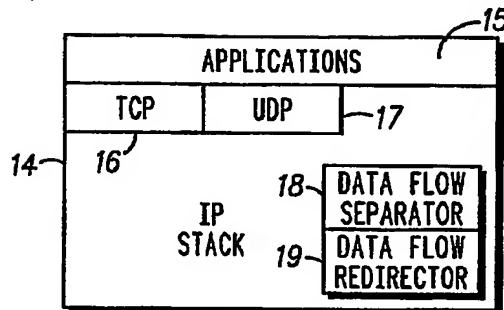 15
APPLICATIONS
TCP
UDP
17
14
16
18
DATA FLOW
SEPARATOR
IP
STACK
19
DATA FLOW
REDIRECTOR